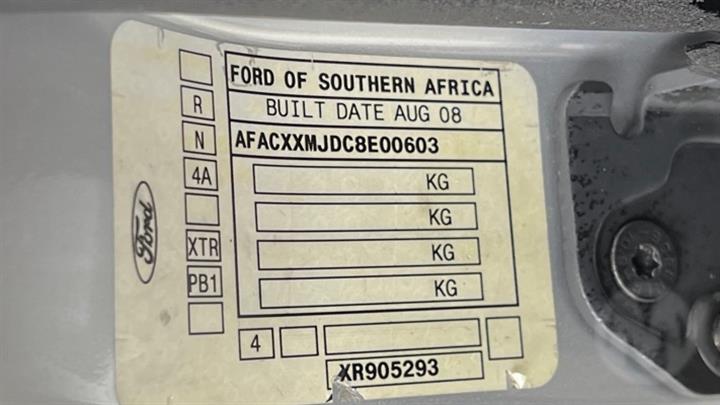 FORD OF SOUTHERN AFRICA
R
BUILT DATE AUG 08
N
AFACXXMJDC8E00603
4A
KG
KG
XTR
KG
PB1
KG
Ford
4
XR905293